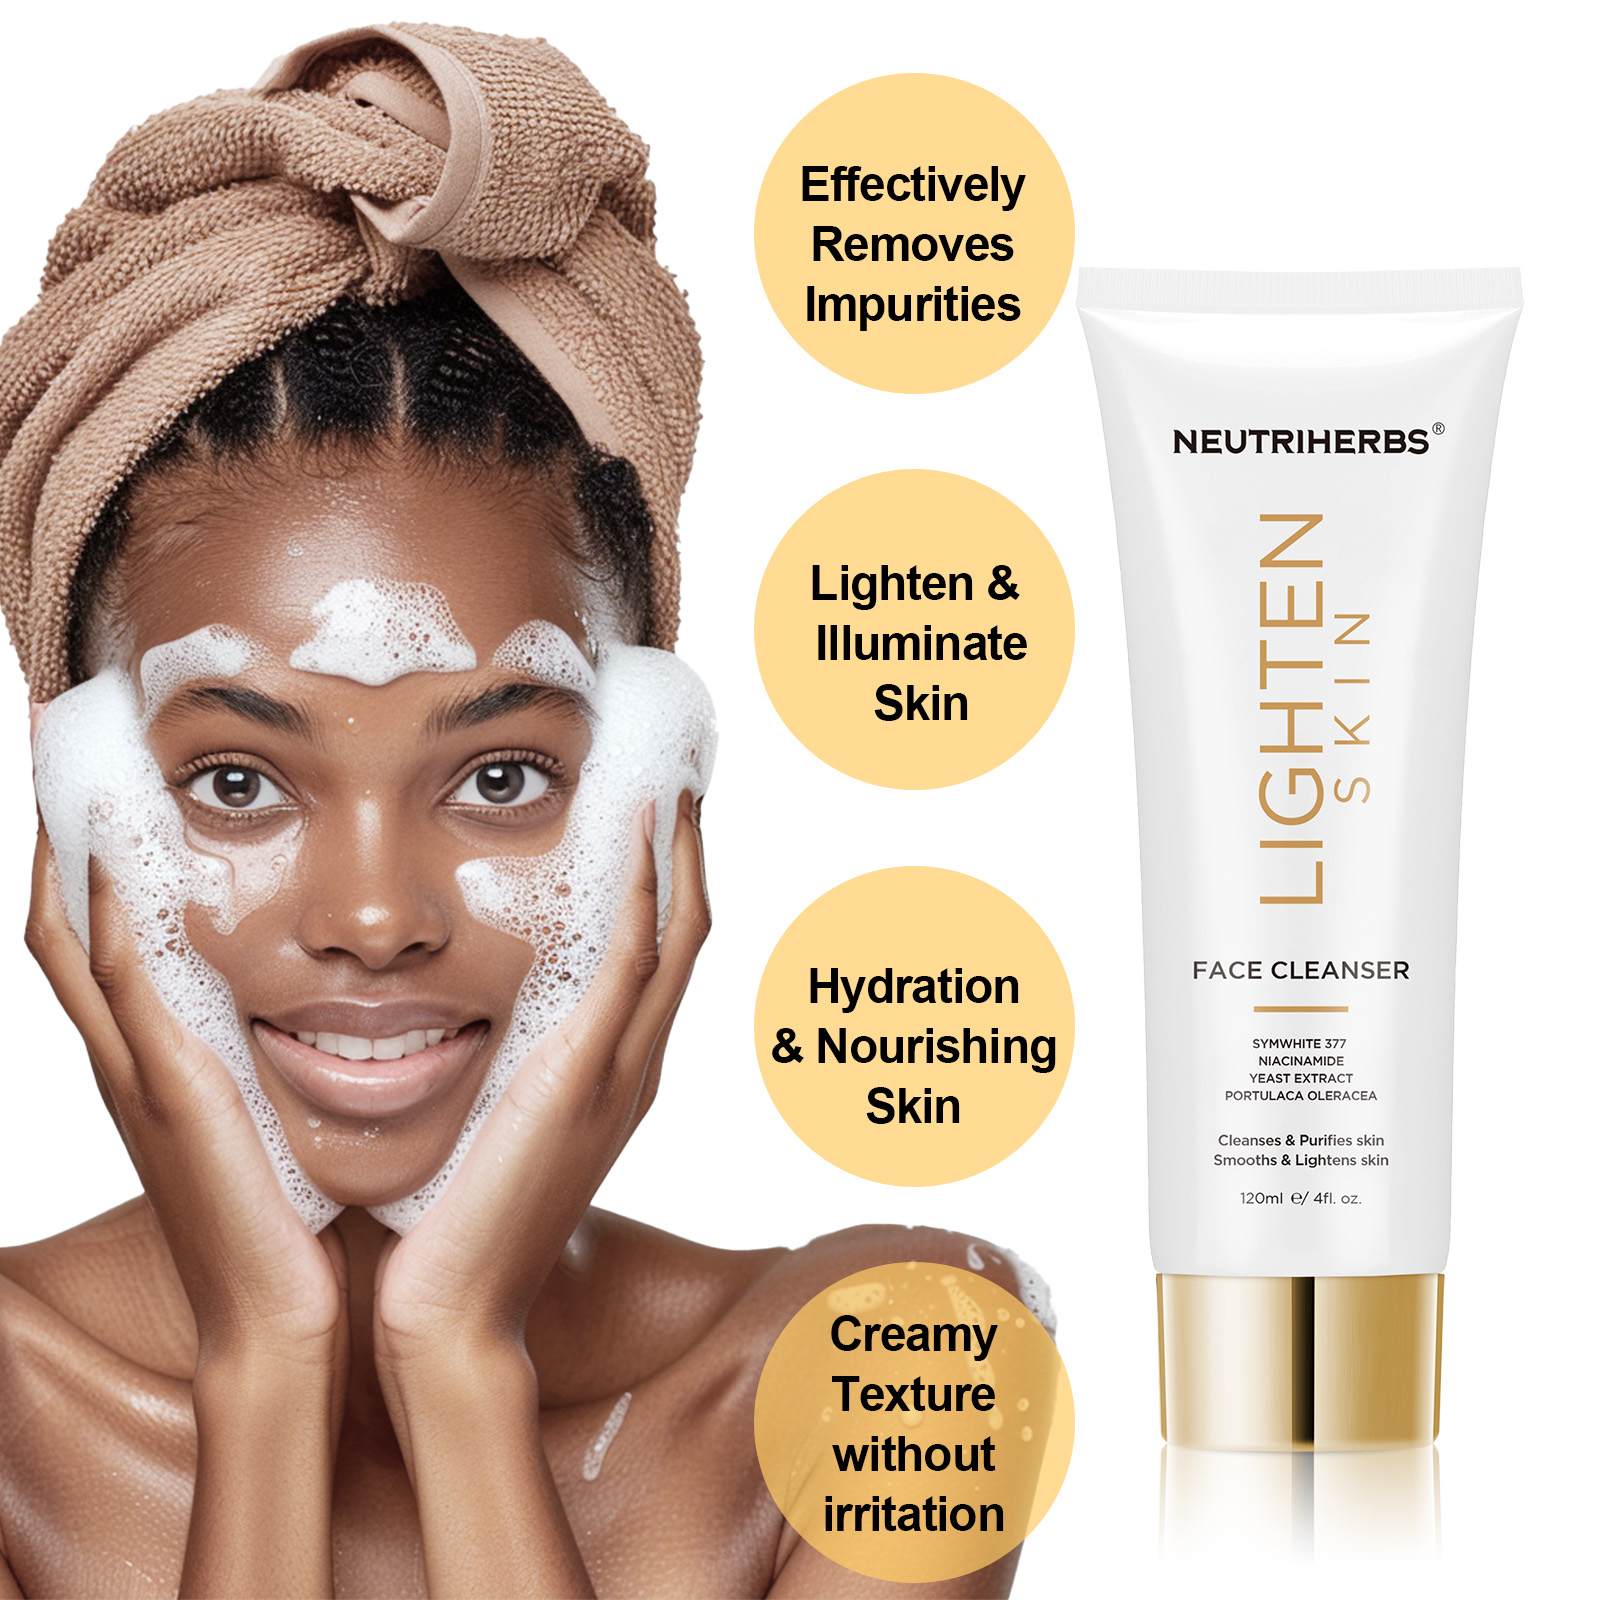 Effectively
Removes
Impurities
Lighten &
Illuminate
Skin
Hydration
& Nourishing
Skin
Creamy
Texture
without
irritation
NEUTRIHERBS®
LIGHTEN
SKIN
FACE CLEANSER
SYMWHITE 377
NIACINAMIDE
YEAST EXTRACT
PORTULACA OLERACEA
Cleanses & Purifies skin
Smooths & Lightens skin
120ml ℮/ 4fl. oz.